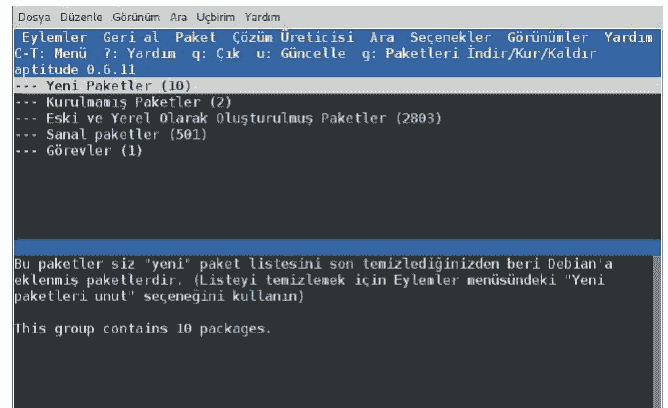 Dosya Düzenle Görünüm Ara Uçbirim Yardım
Eylemler Geri al Paket Çözüm Üreticisi Ara Seçenekler Görünümler Yardım
C-T: Menü ?: Yardım q: Çık u: Güncelle g: Paketleri İndir/Kur/Kaldır
aptitude 0.6.11
--- Yeni Paketler (10)
--- Kurulmamış Paketler (2)
--- Eski ve Yerel Olarak Oluşturulmuş Paketler (2803)
--- Sanal paketler (501)
--- Görevler (1)
Bu paketler siz "yeni" paket listesini son temizlediğinizden beri Debian'a
eklenmiş paketlerdir. (Listeyi temizlemek için Eylemler menüsündeki "Yeni
paketleri unut" seçeneğini kullanın)
This group contains 10 packages.